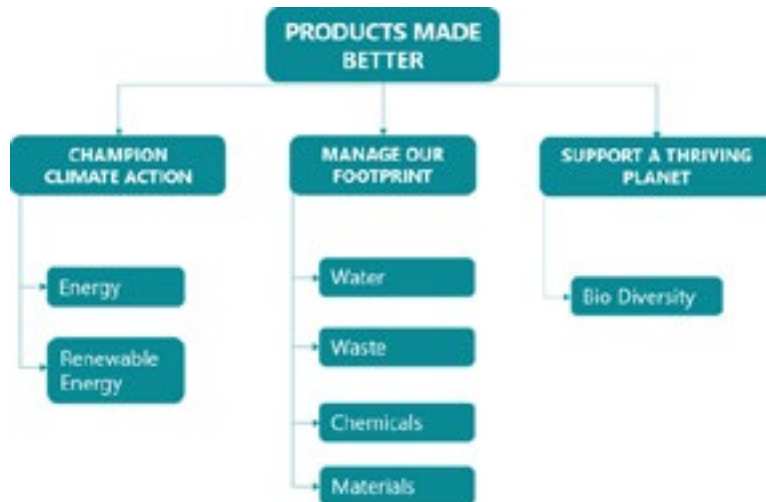 PRODUCTS MADE
BETTER
CHAMPION
CLIMATE ACTION
Energy
Renewable
Energy
MANAGE OUR
FOOTPRINT
Water
Waste
Chemicals
Materials
SUPPORT A THRIVING
PLANET
Bio Diversity